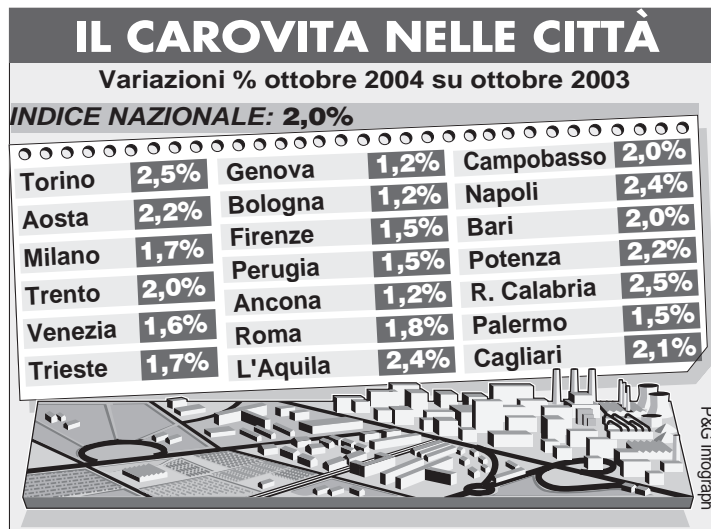 IL CAROVITA NELLE CITTÀ
Variazioni % ottobre 2004 su ottobre 2003
INDICE NAZIONALE: 2,0%
Torino 2,5%
Aosta 2,2%
Milano 1,7%
Trento 2,0%
Venezia 1,6%
Trieste 1,7%
Genova 1,2%
Bologna 1,2%
Firenze 1,5%
Perugia 1,5%
Ancona 1,2%
Roma 1,8%
L'Aquila 2,4%
Campobasso 2,0%
Napoli 2,4%
Bari 2,0%
Potenza 2,2%
R. Calabria 2,5%
Palermo 1,5%
Cagliari 2,1%
P&G Infograph